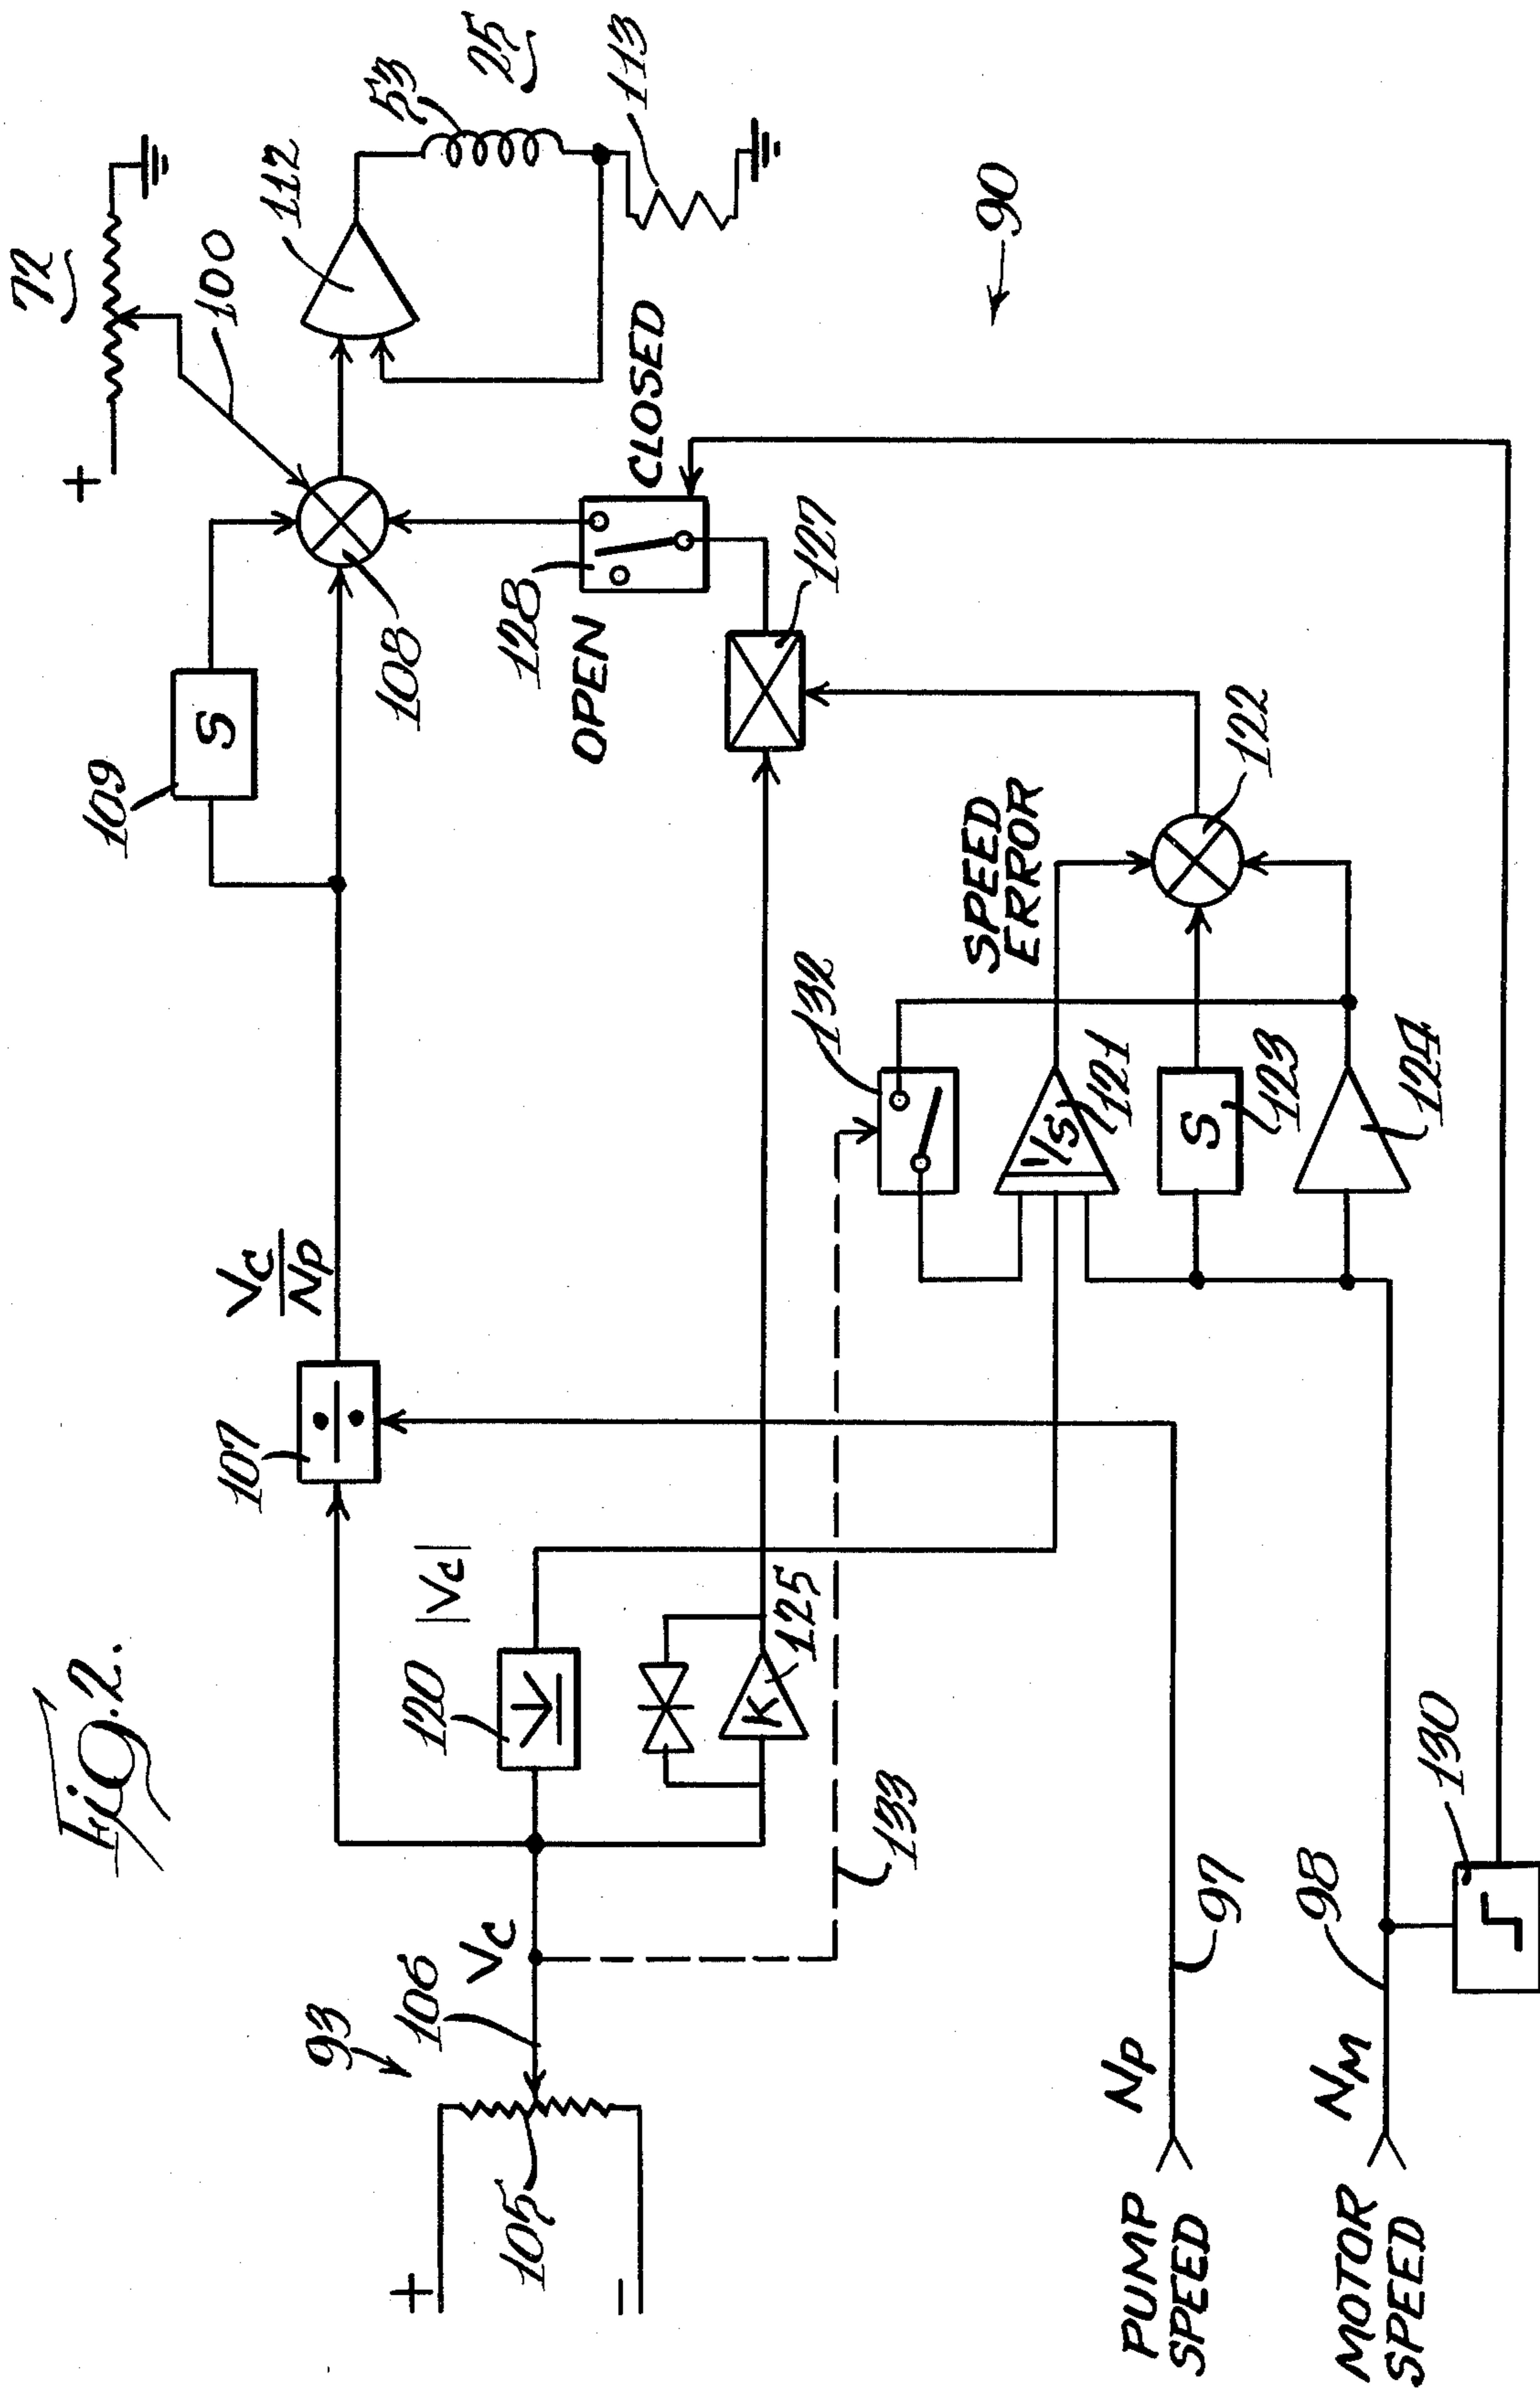 Fig. 2.
93
106
105
+
–
VC
120
|VC|
107
VC
NP
109
S
108
72
+
100
112
53
25
113
90
CLOSED
128
OPEN
127
K
125
133
132
SPEED
ERROR
1/S
121
S
123
124
122
PUMP
SPEED
NP
97
MOTOR
SPEED
NM
98
130